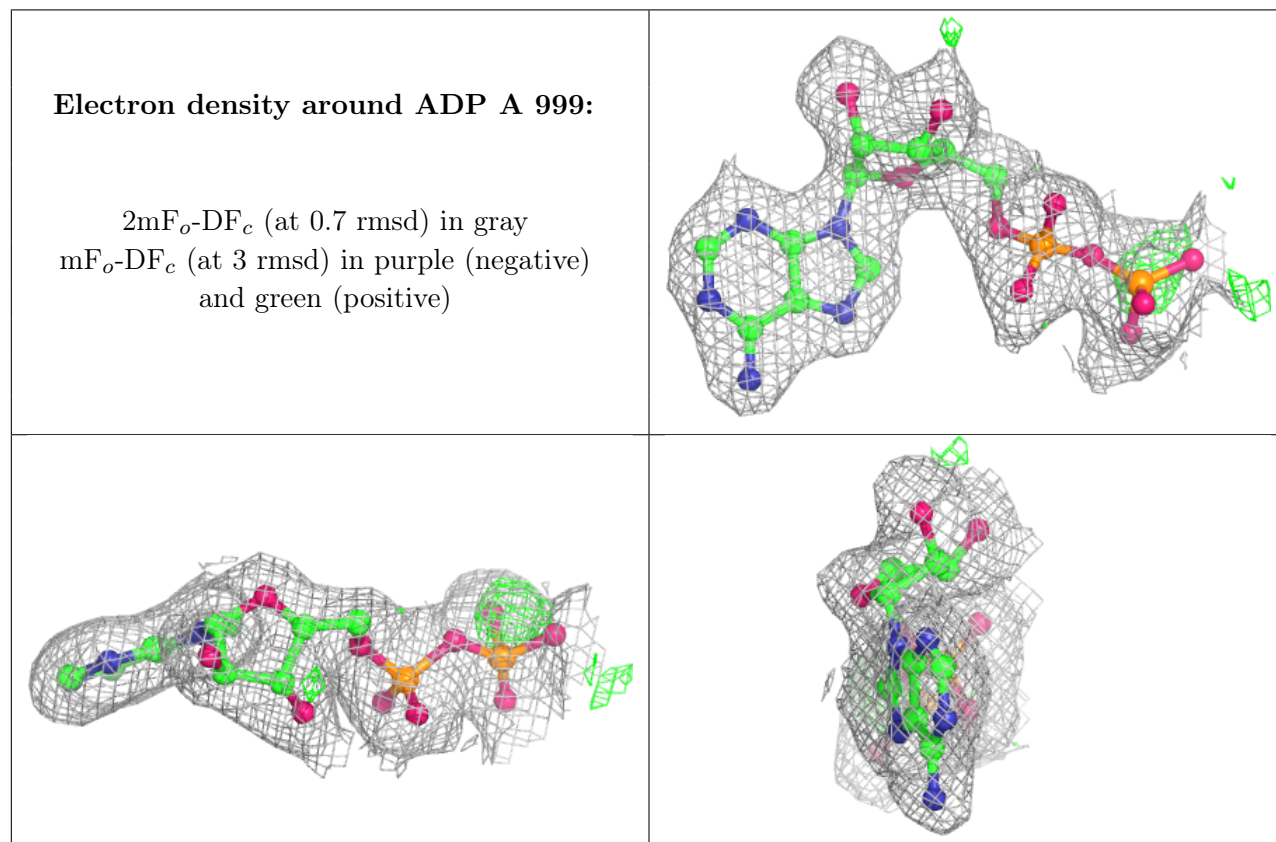 Electron density around ADP A 999:
2mFo-DFc (at 0.7 rmsd) in gray
mFo-DFc (at 3 rmsd) in purple (negative)
and green (positive)